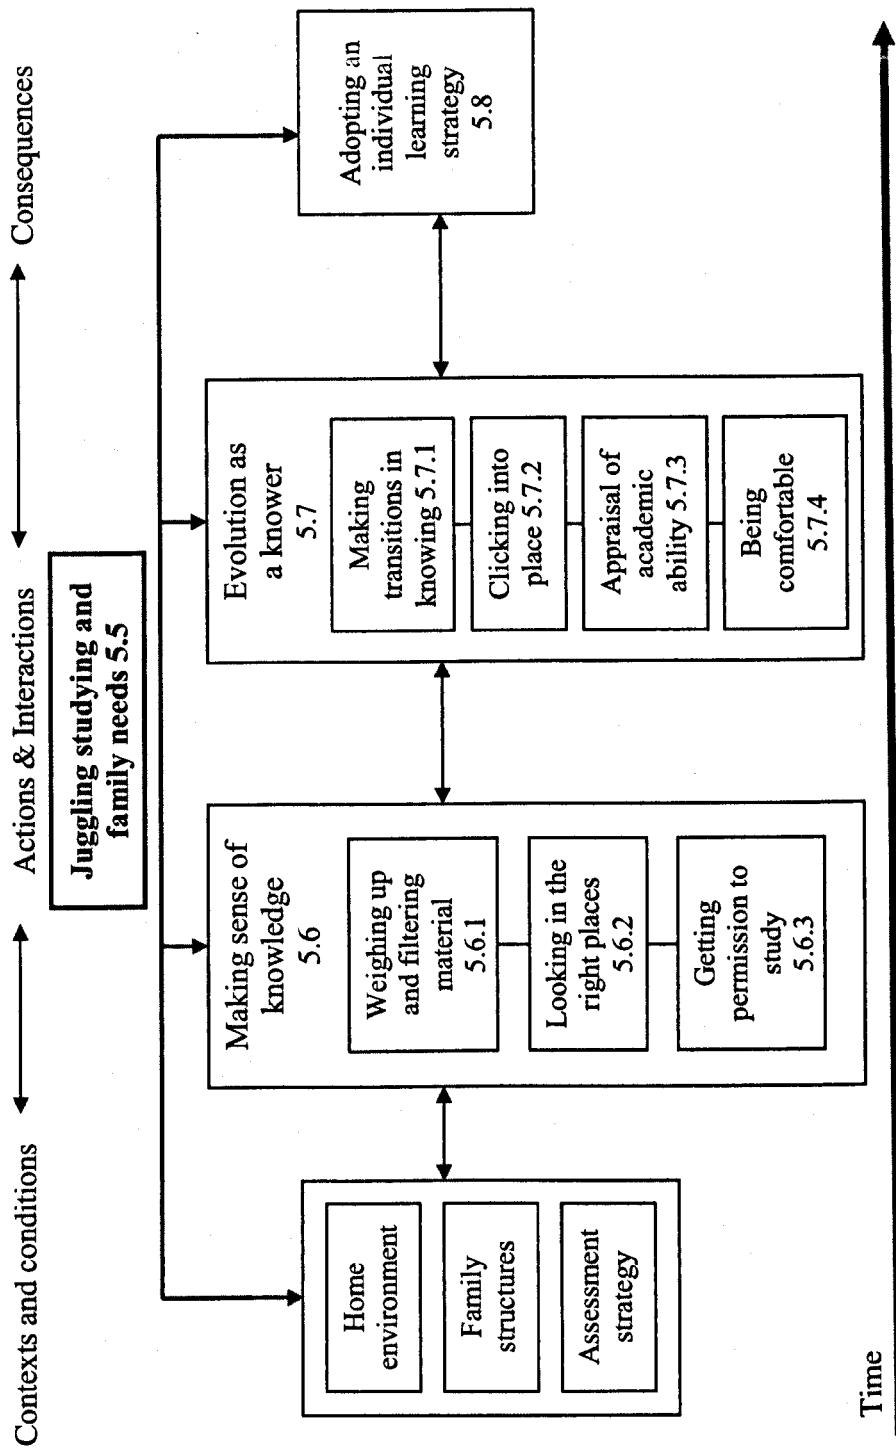 Contexts and conditions
Actions & Interactions
Consequences
Juggling studying and
family needs 5.5
Home
environment
Family
structures
Assessment
strategy
Making sense of
knowledge
5.6
Weighing up
and filtering
material
5.6.1
Looking in the
right places
5.6.2
Getting
permission to
study
5.6.3
Evolution as
a knower
5.7
Making
transitions in
knowing 5.7.1
Clicking into
place 5.7.2
Appraisal of
academic
ability 5.7.3
Being
comfortable
5.7.4
Adopting an
individual
learning
strategy
5.8
Time